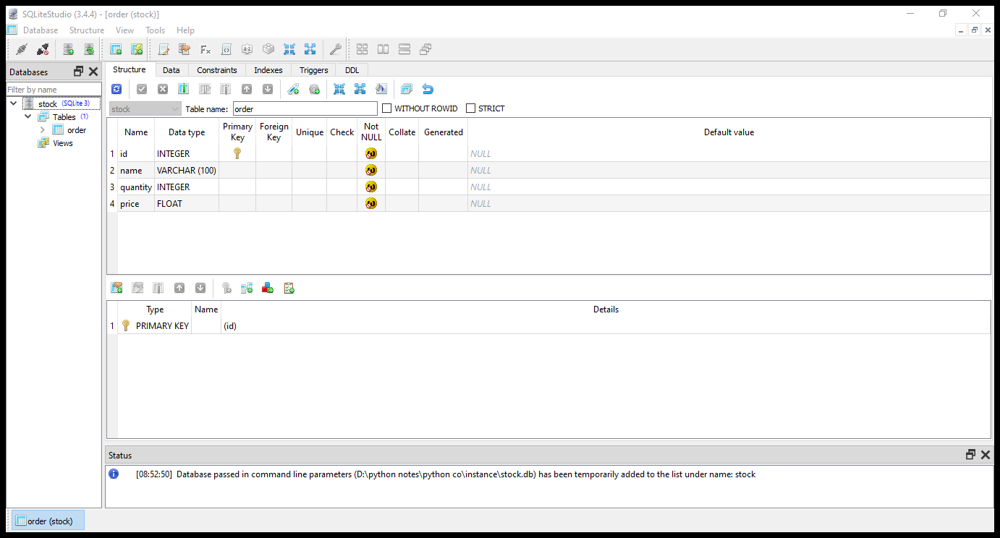 SQLiteStudio (3.4.4) - [order (stock)]
Database Structure View Tools Help
Databases
Filter by name
stock (SQLite 3)
Tables (1)
order
Views
Structure Data Constraints Indexes Triggers DDL
stock Table name: order WITHOUT ROWID STRICT
Name Data type Primary Key Foreign Key Unique Check Not NULL Collate Generated Default value
1 id INTEGER NULL
2 name VARCHAR (100) NULL
3 quantity INTEGER NULL
4 price FLOAT NULL
Type Name Details
1 PRIMARY KEY (id)
Status
[08:52:50] Database passed in command line parameters (D:\python notes\python co\instance\stock.db) has been temporarily added to the list under name: stock
order (stock)